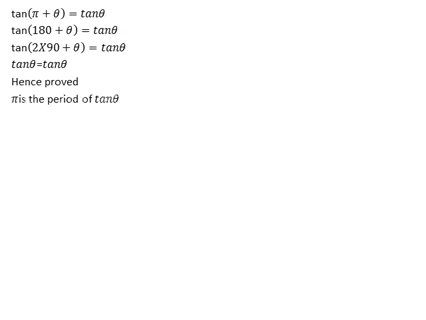 tan(π + θ) = tanθ
tan(180 + θ) = tanθ
tan(2X90 + θ) = tanθ
tanθ=tanθ
Hence proved
πis the period of tanθ